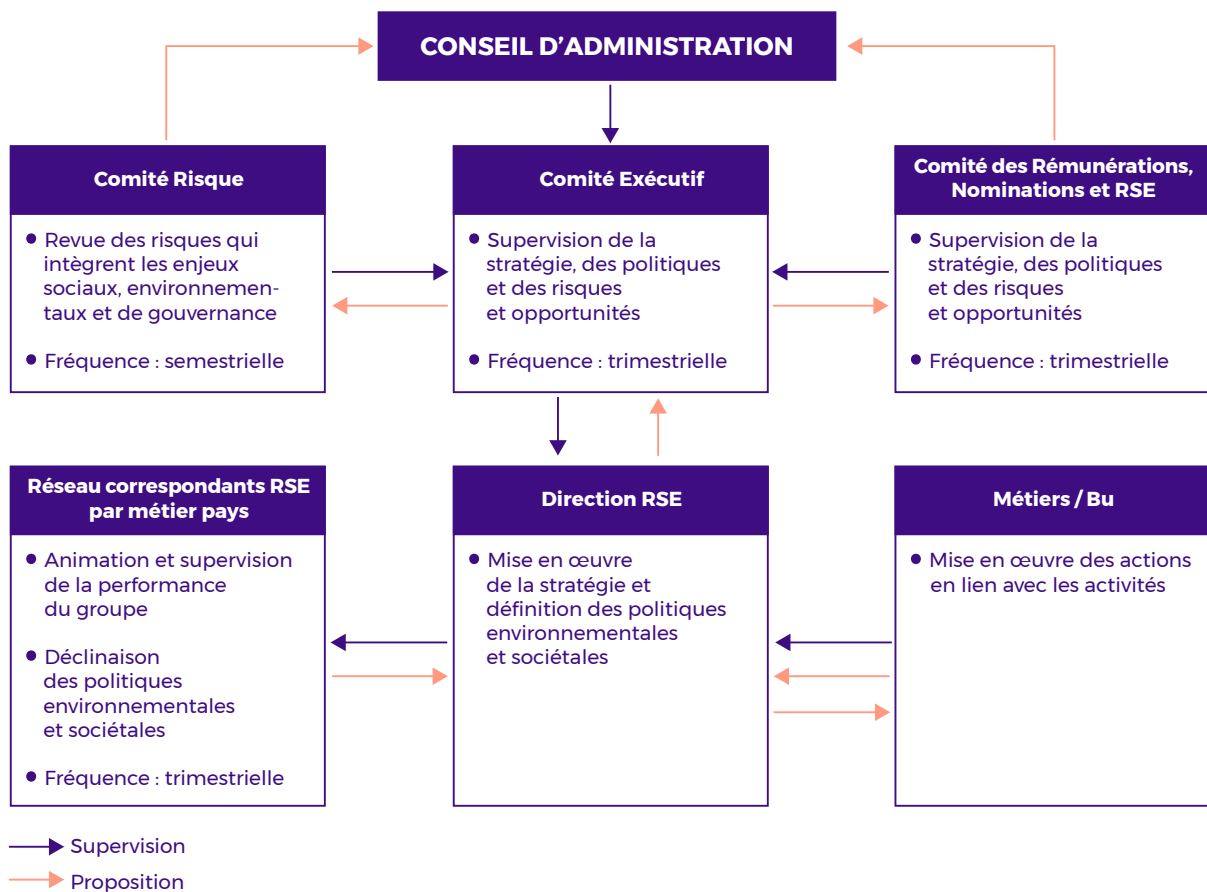 CONSEIL D’ADMINISTRATION
Comité Risque
Revue des risques qui
intègrent les enjeux
sociaux, environnemen-
taux et de gouvernance
Fréquence : semestrielle
Comité Exécutif
Supervision de la
stratégie, des politiques
et des risques
et opportunités
Fréquence : trimestrielle
Comité des Rémunérations,
Nominations et RSE
Supervision de la
stratégie, des politiques
et des risques
et opportunités
Fréquence : trimestrielle
Réseau correspondants RSE
par métier pays
Animation et supervision
de la performance
du groupe
Déclinaison
des politiques
environnementales
et sociétales
Fréquence : trimestrielle
Direction RSE
Mise en œuvre
de la stratégie et
définition des politiques
environnementales
et sociétales
Métiers / Bu
Mise en œuvre des actions
en lien avec les activités
Supervision
Proposition